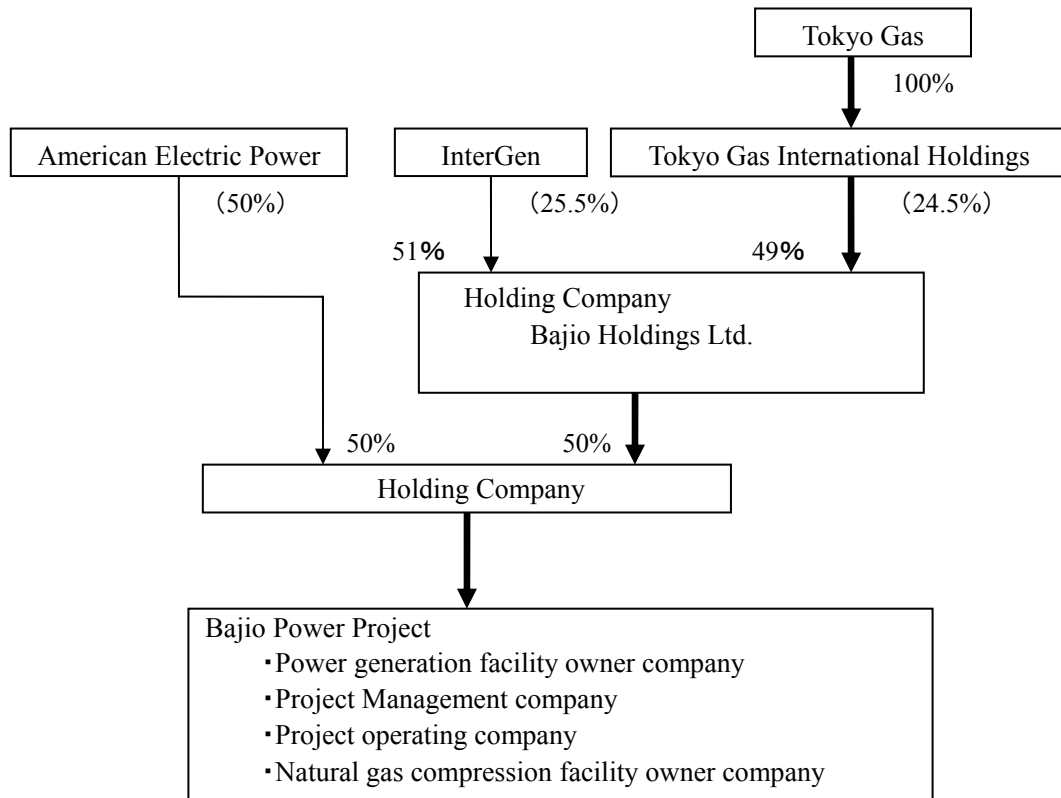 Tokyo Gas
100%
American Electric Power
InterGen
Tokyo Gas International Holdings
（50%）
（25.5%）
（24.5%）
51%
49%
Holding Company
Bajio Holdings Ltd.
50%
50%
Holding Company
Bajio Power Project
・Power generation facility owner company
・Project Management company
・Project operating company
・Natural gas compression facility owner company